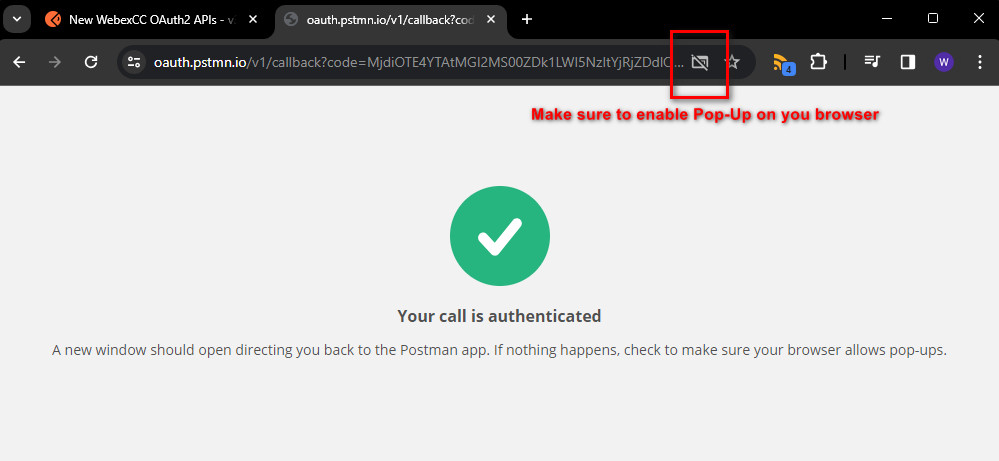 New WebexCC OAuth2 APIs - v
oauth.pstmn.io/v1/callback?cod
oauth.pstmn.io/v1/callback?code=MjdiOTE4YTAtMGI2MS00ZDk1LWI5NzItYjRjZDdlO...
4
W
Make sure to enable Pop-Up on you browser
Your call is authenticated
A new window should open directing you back to the Postman app. If nothing happens, check to make sure your browser allows pop-ups.